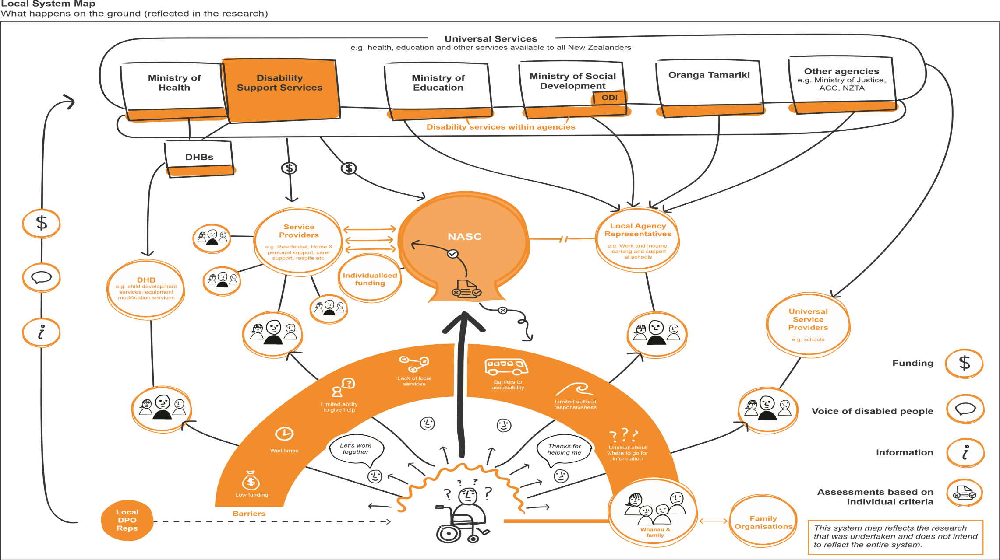 Local System Map
What happens on the ground (reflected in the research)
Universal Services
e.g. health, education and other services available to all New Zealanders
Ministry of
Health
Disability
Support Services
Ministry of
Education
Ministry of Social
Development
ODI
Oranga Tamariki
Other agencies
e.g. Ministry of Justice,
ACC, NZTA
Disability services within agencies
DHBs
$
$
$
i
DHB
e.g. child development
services, equipment
modification services
Service
Providers
e.g. Residential, Home &
personal support, carer
support, respite etc.
Individualised
funding
NASC
Local Agency
Representatives
e.g. Work and Income,
learning and support
at schools
Universal
Service
Providers
e.g. schools
Lack of local
services
Barriers to
accessibility
?
Limited ability
to give help
Limited cultural
responsiveness
Wait times
? ? ?
Unclear about
where to go for
information
$
Low funding
Barriers
Let's work
together
Thanks for
helping me
? ? ? ?
Local
DPO
Reps
Whānau &
family
Family
Organisations
Funding
$
Voice of disabled people
Information
i
Assessments based on
individual criteria
This system map reflects the research
that was undertaken and does not intend
to reflect the entire system.